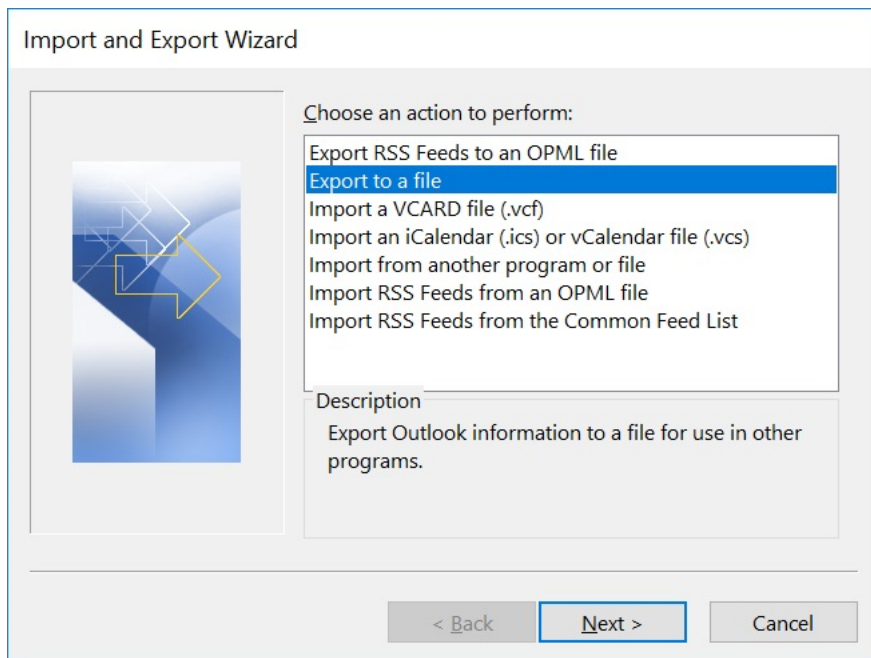 Import and Export Wizard
Choose an action to perform:
Export RSS Feeds to an OPML file
Export to a file
Import a VCARD file (.vcf)
Import an iCalendar (.ics) or vCalendar file (.vcs)
Import from another program or file
Import RSS Feeds from an OPML file
Import RSS Feeds from the Common Feed List
Description
Export Outlook information to a file for use in other
programs.
< Back
Next >
Cancel